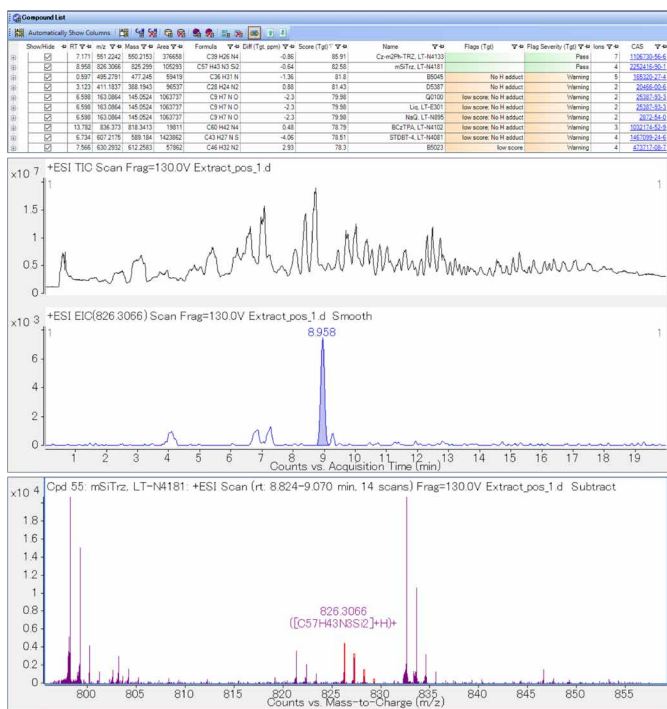 Compound List
Automatically Show Columns
Show/Hide RT m/z Mass Area Formula Diff (Tgt, ppm) Score (Tgt) Name Flags (Tgt) Flag Severity (Tgt) Ions CAS
7.171 551.2242 550.2153 376658 C39 H26 N4 -0.86 85.91 Cz-m2Ph-TRZ, LT-N4133 Pass 7 1106730-56-6
8.958 826.3066 825.299 105293 C57 H43 N3 Si2 -0.64 82.58 mSiTrz, LT-N4181 Pass 4 2252416-95-1
0.597 495.2791 477.245 59419 C36 H31 N -1.36 81.8 B5045 No H adduct Warning 5 165320-27-4
3.123 411.1837 388.1943 96537 C28 H24 N2 0.88 81.43 D5387 No H adduct Warning 2 20466-00-6
6.598 163.0864 145.0524 1063737 C9 H7 N O -2.3 79.98 Q0100 low score; No H adduct Warning 2 25387-93-3
6.598 163.0864 145.0524 1063737 C9 H7 N O -2.3 79.98 Liq, LT-E301 low score; No H adduct Warning 2 25387-93-3
6.598 163.0864 145.0524 1063737 C9 H7 N O -2.3 79.98 NaQ, LT-N895 low score; No H adduct Warning 2 2872-54-0
13.782 836.373 818.3413 19811 C60 H42 N4 0.48 78.79 BCzTPA, LT-N4102 low score; No H adduct Warning 3 1032174-52-9
6.734 607.2175 589.184 1423862 C43 H27 N S -4.06 78.51 STDBT-4, LT-N4081 low score; No H adduct Warning 4 1467099-24-6
7.566 630.2932 612.2583 57862 C46 H32 N2 2.93 78.3 B5023 low score Warning 4 473717-08-7
x10 7 +ESI TIC Scan Frag=130.0V Extract_pos_1.d
1 1
1.5
1
0.5
0
x10 3 +ESI EIC(826.3066) Scan Frag=130.0V Extract_pos_1.d Smooth
1 8.958 1
6
4
2
0
1 2 3 4 5 6 7 8 9 10 11 12 13 14 15 16 17 18 19
Counts vs. Acquisition Time (min)
x10 4 Cpd 55: mSiTrz, LT-N4181: +ESI Scan (rt: 8.824-9.070 min, 14 scans) Frag=130.0V Extract_pos_1.d Subtract
1.8
1.6
1.4
1.2
1
0.8
826.3066
([C57H43N3Si2]+H)+
0.6
0.4
0.2
0
800 805 810 815 820 825 830 835 840 845 850 855
Counts vs. Mass-to-Charge (m/z)